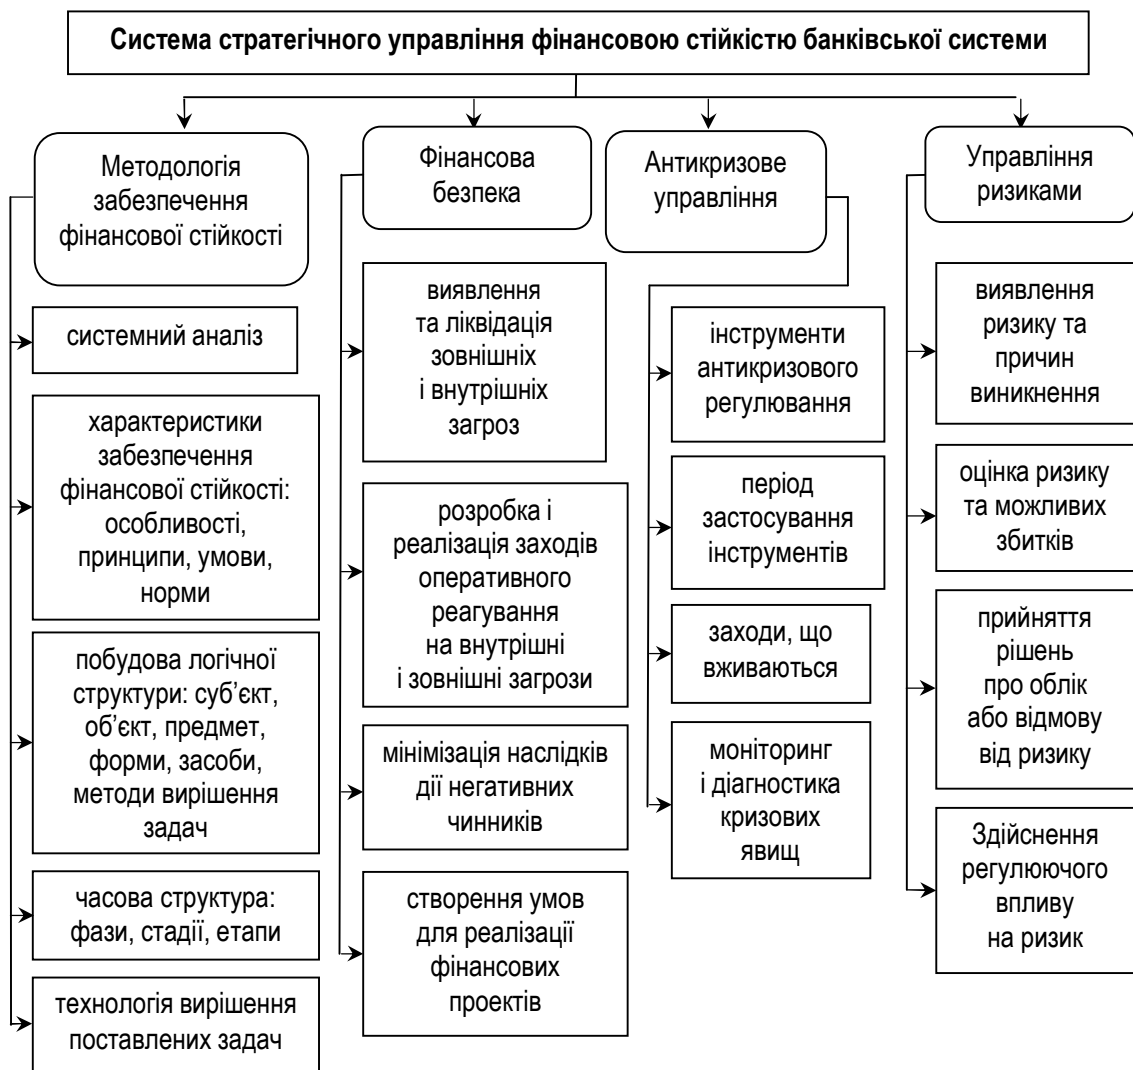 Система стратегічного управління фінансовою стійкістю банківської системи
Методологія
забезпечення
фінансової стійкості
системний аналіз
характеристики
забезпечення
фінансової стійкості:
особливості,
принципи, умови,
норми
побудова логічної
структури: суб’єкт,
об’єкт, предмет,
форми, засоби,
методи вирішення
задач
часова структура:
фази, стадії, етапи
технологія вирішення
поставлених задач
Фінансова
безпека
виявлення
та ліквідація
зовнішніх
і внутрішніх
загроз
розробка і
реалізація заходів
оперативного
реагування
на внутрішні
і зовнішні загрози
мінімізація наслідків
дії негативних
чинників
створення умов
для реалізації
фінансових
проектів
Антикризове
управління
інструменти
антикризового
регулювання
період
застосування
інструментів
заходи, що
вживаються
моніторинг
і діагностика
кризових
явищ
Управління
ризиками
виявлення
ризику та
причин
виникнення
оцінка ризику
та можливих
збитків
прийняття
рішень
про облік
або відмову
від ризику
Здійснення
регулюючого
впливу
на ризик